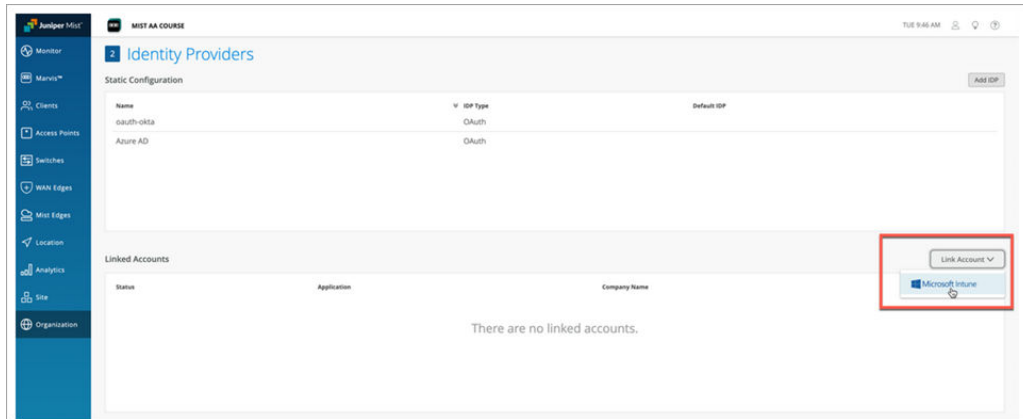 Juniper Mist™
MIST AA COURSE
TUE 9:46 AM
Monitor
Marvis™
Clients
Access Points
Switches
WAN Edges
Mist Edges
Location
Analytics
Site
Organization
2 Identity Providers
Static Configuration
Add IDP
Name IDP Type Default IDP
oauth-okta OAuth
Azure AD OAuth
Linked Accounts
Link Account
Microsoft Intune
Status Application Company Name
There are no linked accounts.